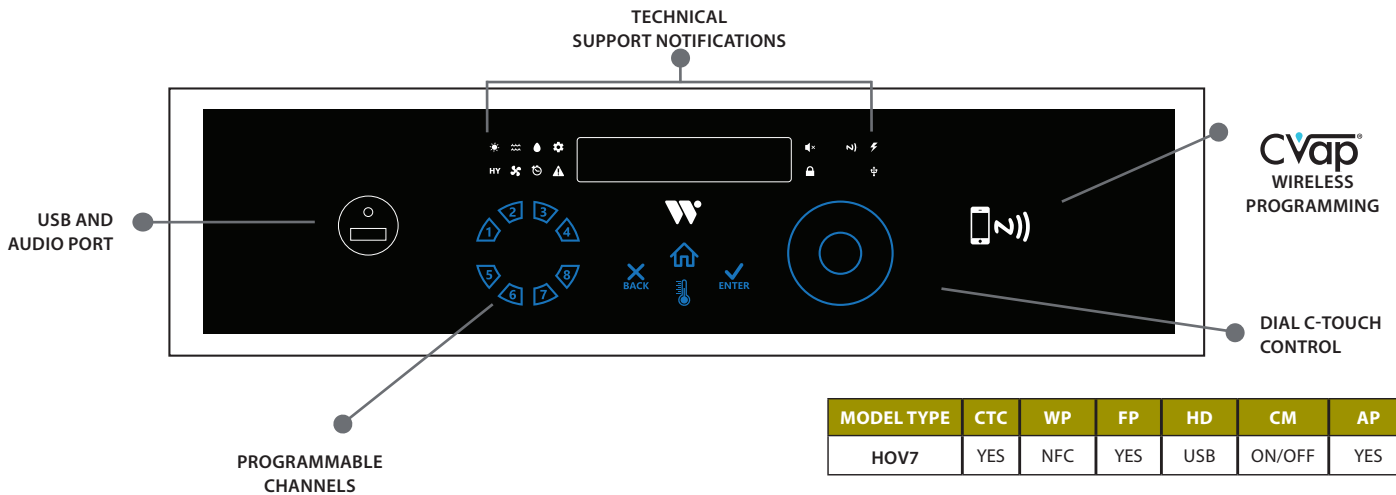 TECHNICAL
SUPPORT NOTIFICATIONS
HY
USB AND
AUDIO PORT
1
2
3
4
5
6
7
8
BACK
ENTER
CVap®
WIRELESS
PROGRAMMING
DIAL C-TOUCH
CONTROL
PROGRAMMABLE
CHANNELS
MODEL TYPE CTC WP FP HD CM AP
HOV7 YES NFC YES USB ON/OFF YES